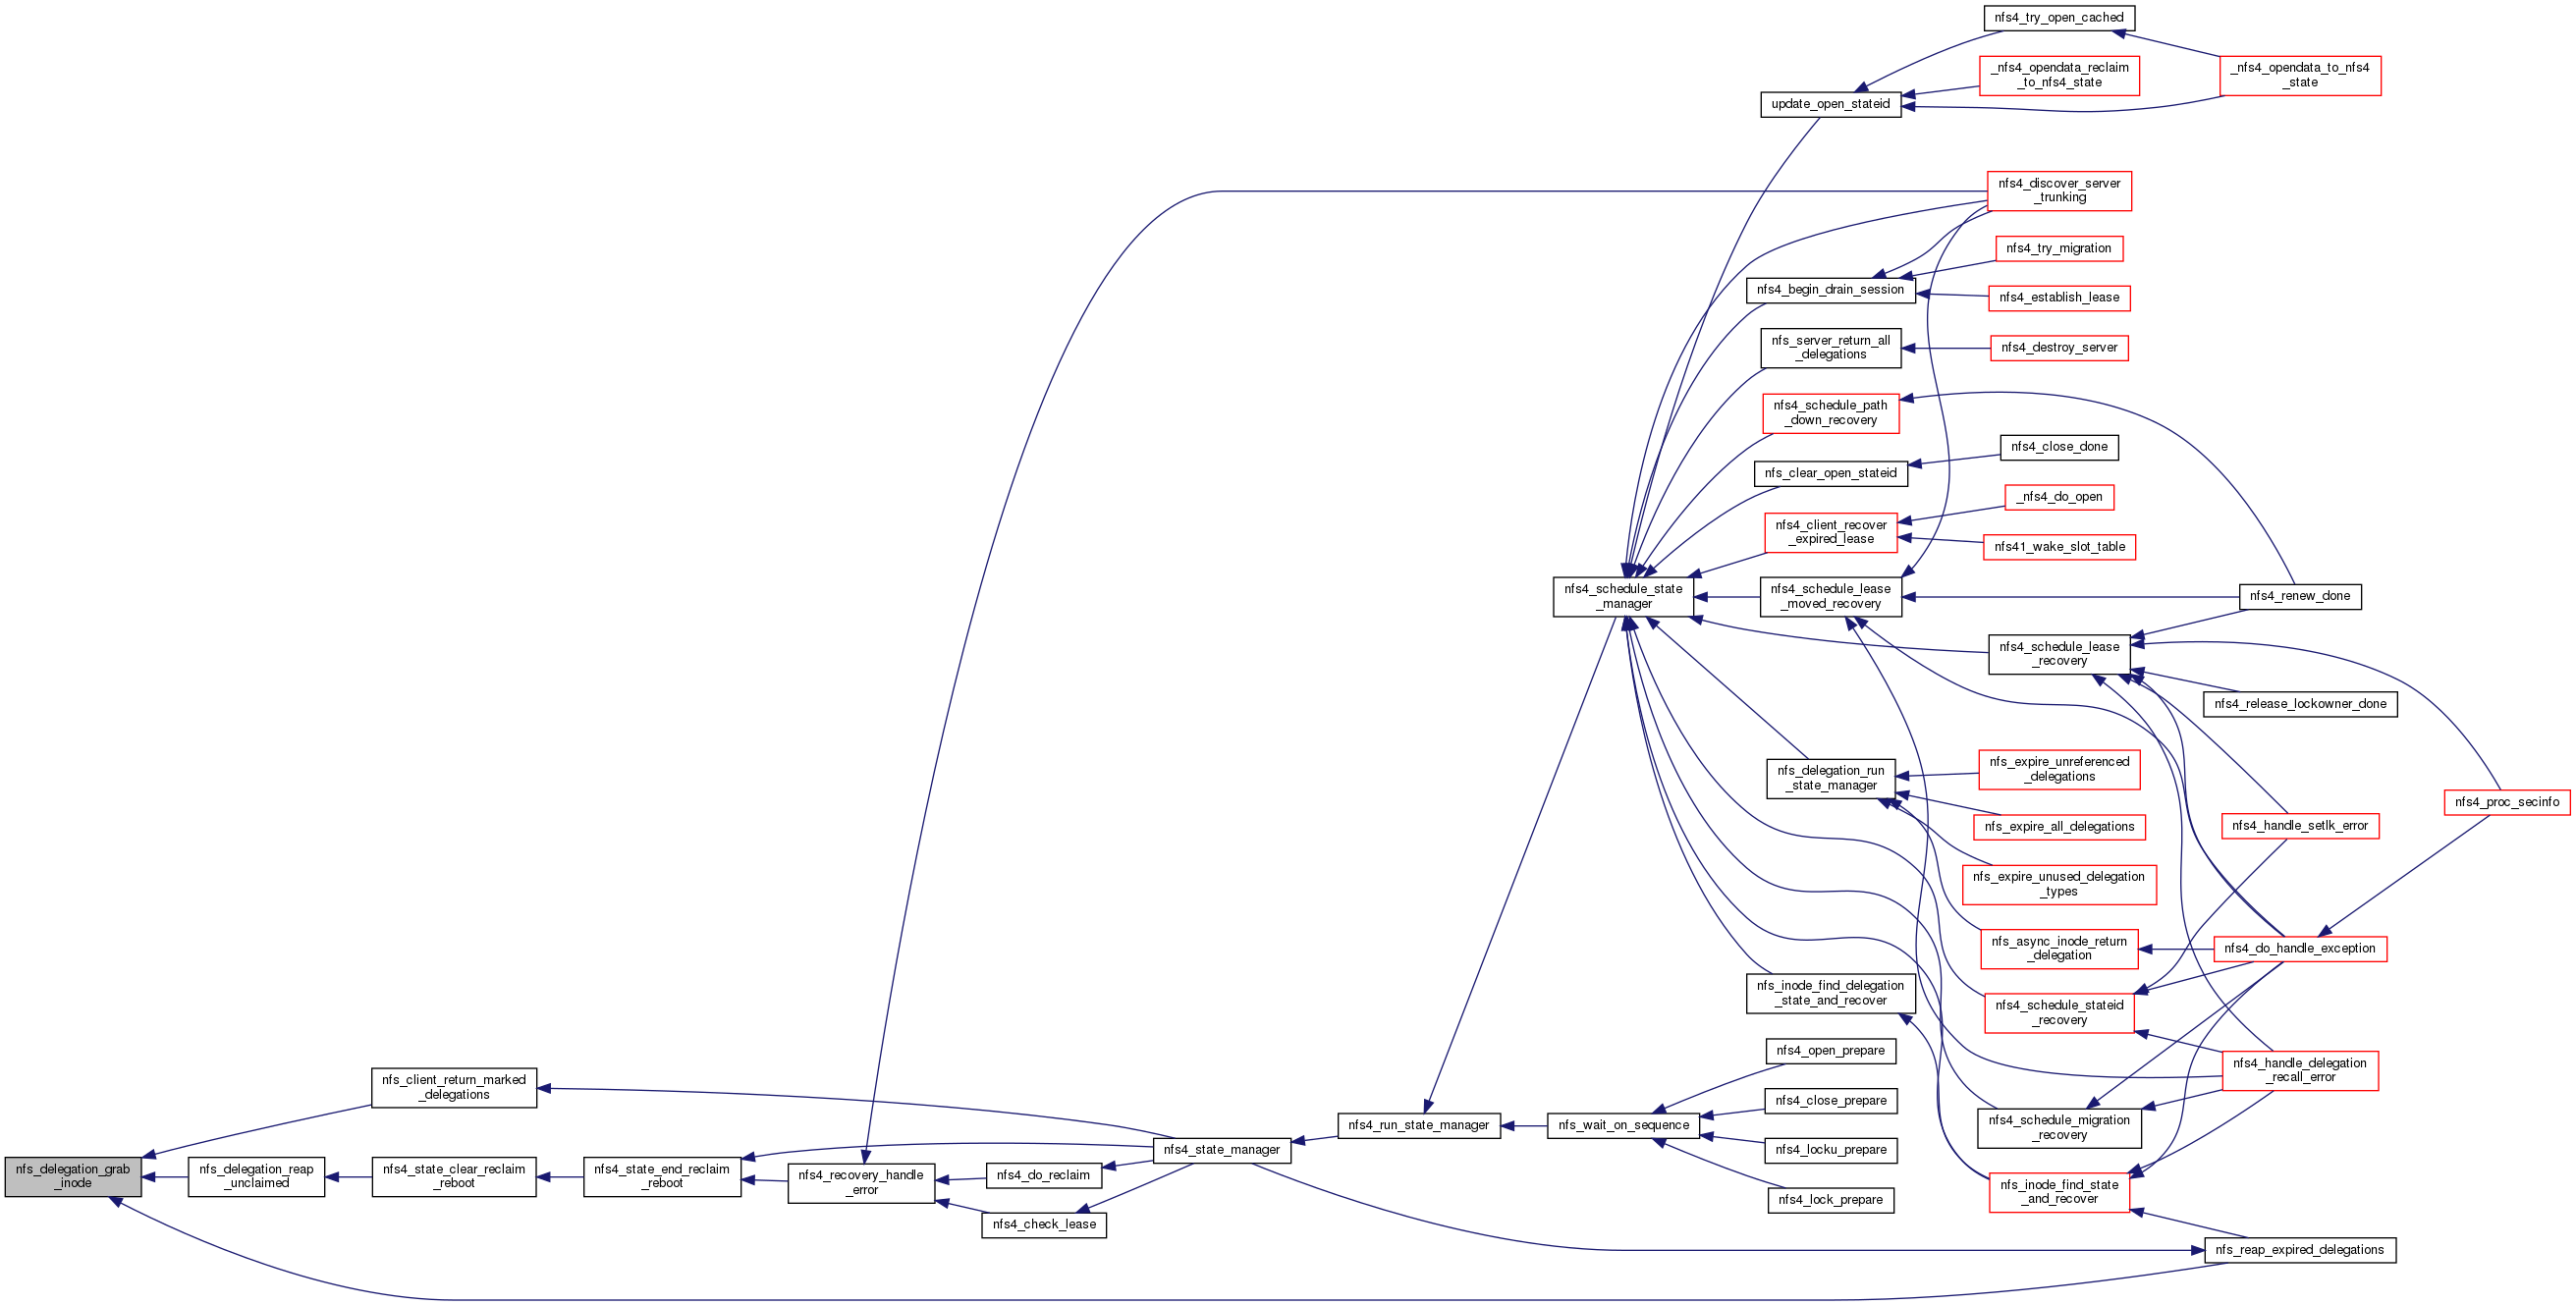 nfs4_try_open_cached
_nfs4_opendata_reclaim
_to_nfs4_state
_nfs4_opendata_to_nfs4
_state
update_open_stateid
nfs4_discover_server
_trunking
nfs4_try_migration
nfs4_begin_drain_session
nfs4_establish_lease
nfs_server_return_all
_delegations
nfs4_destroy_server
nfs4_schedule_path
_down_recovery
nfs4_close_done
nfs_clear_open_stateid
_nfs4_do_open
nfs4_client_recover
_expired_lease
nfs41_wake_slot_table
nfs4_schedule_state
_manager
nfs4_schedule_lease
_moved_recovery
nfs4_renew_done
nfs4_schedule_lease
_recovery
nfs4_release_lockowner_done
nfs_delegation_run
_state_manager
nfs_expire_unreferenced
_delegations
nfs4_proc_secinfo
nfs_expire_all_delegations
nfs4_handle_setlk_error
nfs_expire_unused_delegation
_types
nfs_async_inode_return
_delegation
nfs4_do_handle_exception
nfs_inode_find_delegation
_state_and_recover
nfs4_schedule_stateid
_recovery
nfs4_open_prepare
nfs4_handle_delegation
_recall_error
nfs_client_return_marked
_delegations
nfs4_close_prepare
nfs4_run_state_manager
nfs_wait_on_sequence
nfs4_schedule_migration
_recovery
nfs4_state_manager
nfs4_locku_prepare
nfs_delegation_grab
_inode
nfs_delegation_reap
_unclaimed
nfs4_state_clear_reclaim
_reboot
nfs4_state_end_reclaim
_reboot
nfs4_recovery_handle
_error
nfs4_do_reclaim
nfs4_lock_prepare
nfs_inode_find_state
_and_recover
nfs4_check_lease
nfs_reap_expired_delegations